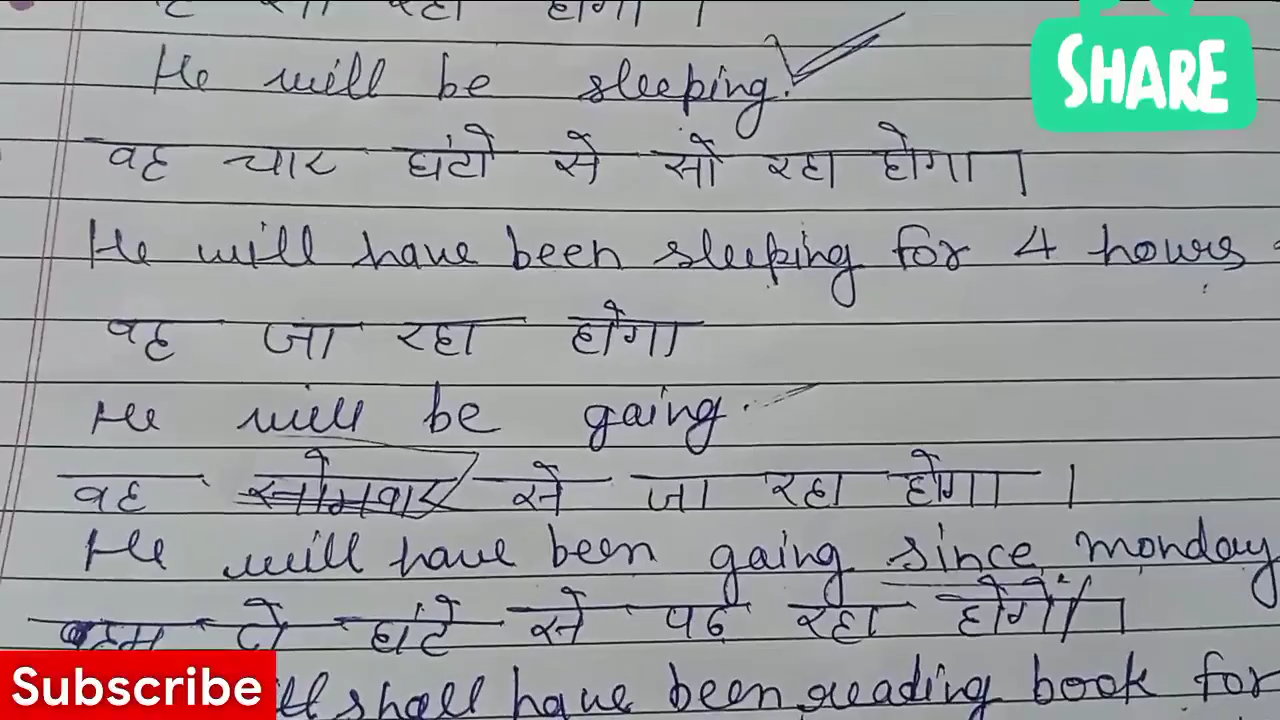 SHARE
He will be sleeping.
वह चार घंटो से सो रहा होगा।
He will have been sleeping for 4 hours
वह जा रहा होगा
He will be gaing.
वह सोमवार से जा रहा होगा।
He will have been gaing since monday
हम दो घंटे से पढ रहा होगें।
Subscribe
shall have been reading book for